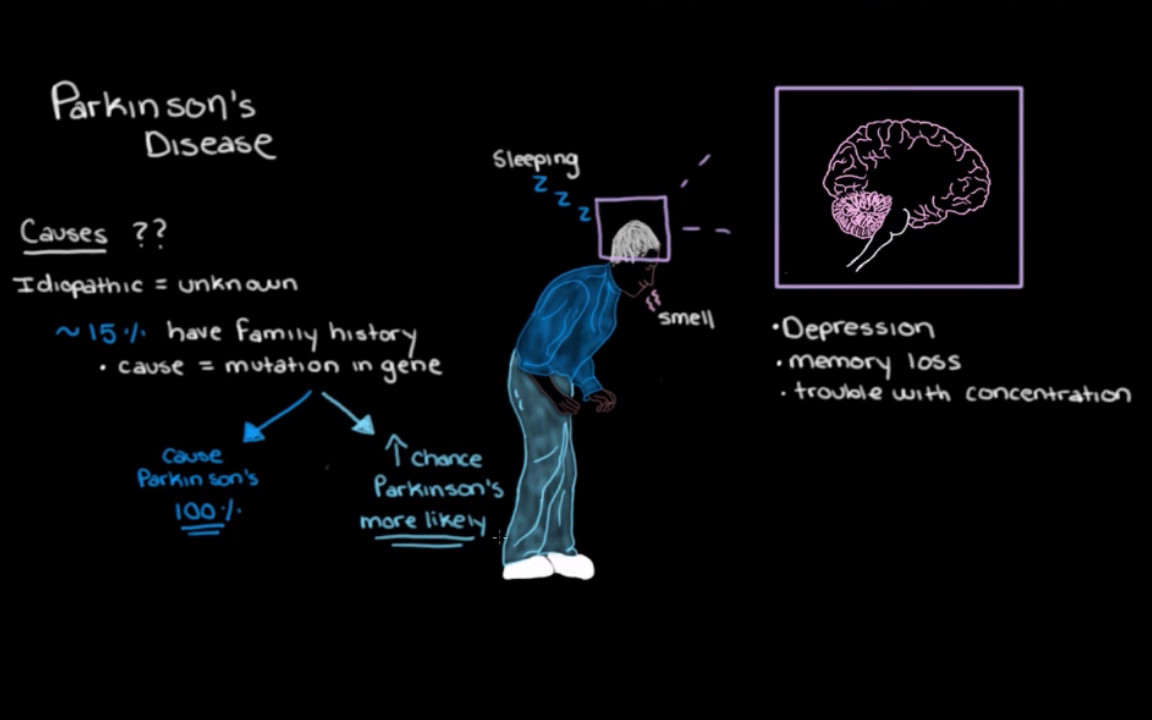 Parkinson's
Disease
Causes ??
Idiopathic = unknown
~15% have family history
• cause = mutation in gene
Cause
Parkinson's
100%
↑ chance
Parkinson's
more likely
Sleeping
z
z
z
smell
• Depression
• memory loss
• trouble with concentration